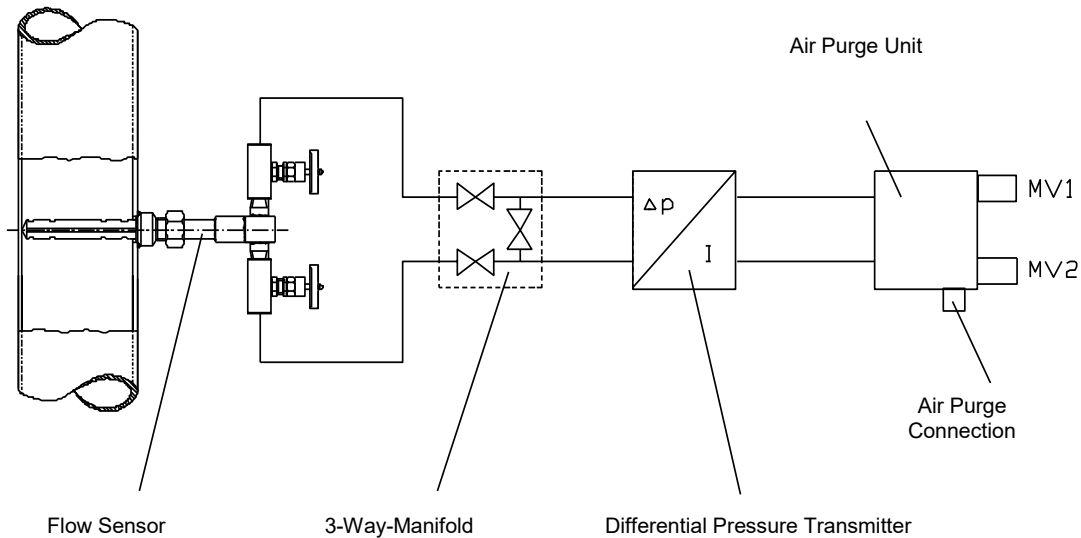 Air Purge Unit
MV1
Δp
I
MV2
Air Purge
Connection
Flow Sensor
3-Way-Manifold
Differential Pressure Transmitter